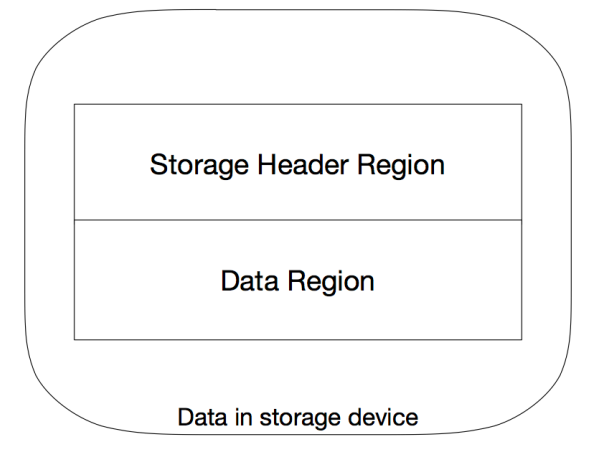 Storage Header Region
Data Region
Data in storage device